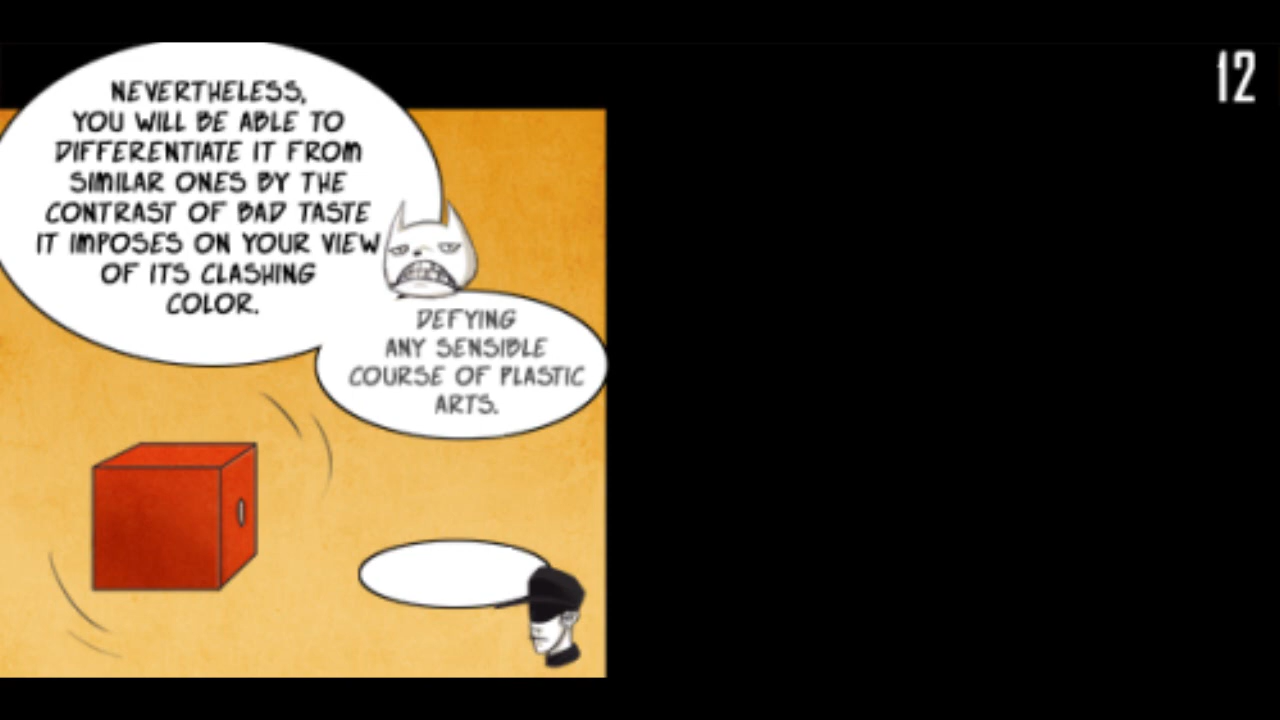 12
NEVERTHELESS,
YOU WILL BE ABLE TO
DIFFERENTIATE IT FROM
SIMILAR ONES BY THE
CONTRAST OF BAD TASTE
IT IMPOSES ON YOUR VIEW
OF ITS CLASHING
COLOR.
DEFYING
ANY SENSIBLE
COURSE OF PLASTIC
ARTS.